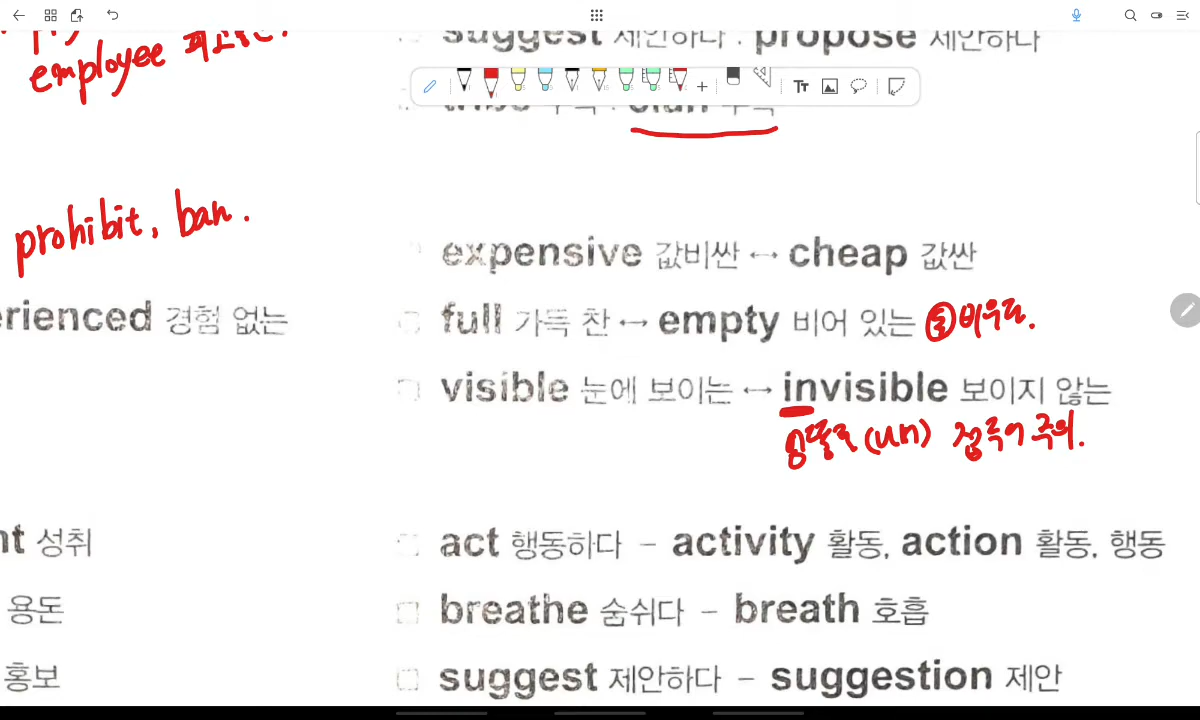 employee
suggest 제안하다 : propose 제안하다
prohibit, ban.
expensive 값비싼 ↔ cheap 값싼
erienced 경험 없는
full 가득 찬 ↔ empty 비어 있는 동 비우다.
visible 눈에 보이는 ↔ invisible 보이지 않는
(un) 접두어 주의.
nt 성취
act 행동하다 – activity 활동, action 활동, 행동
용돈
breathe 숨쉬다 – breath 호흡
홍보
suggest 제안하다 – suggestion 제안